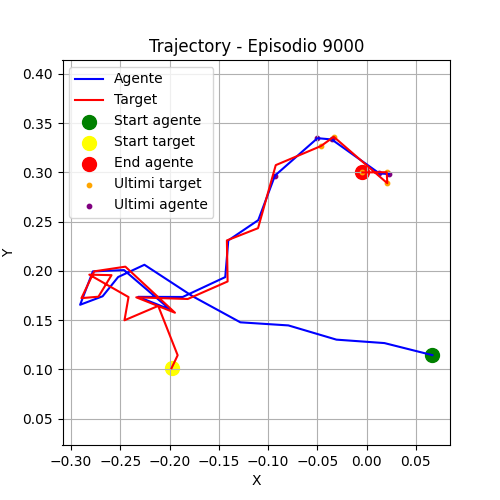 Trajectory - Episodio 9000
Agente
Target
Start agente
Start target
End agente
Ultimi target
Ultimi agente
Y
0.40
0.35
0.30
0.25
0.20
0.15
0.10
0.05
−0.30 −0.25 −0.20 −0.15 −0.10 −0.05 0.00 0.05
X